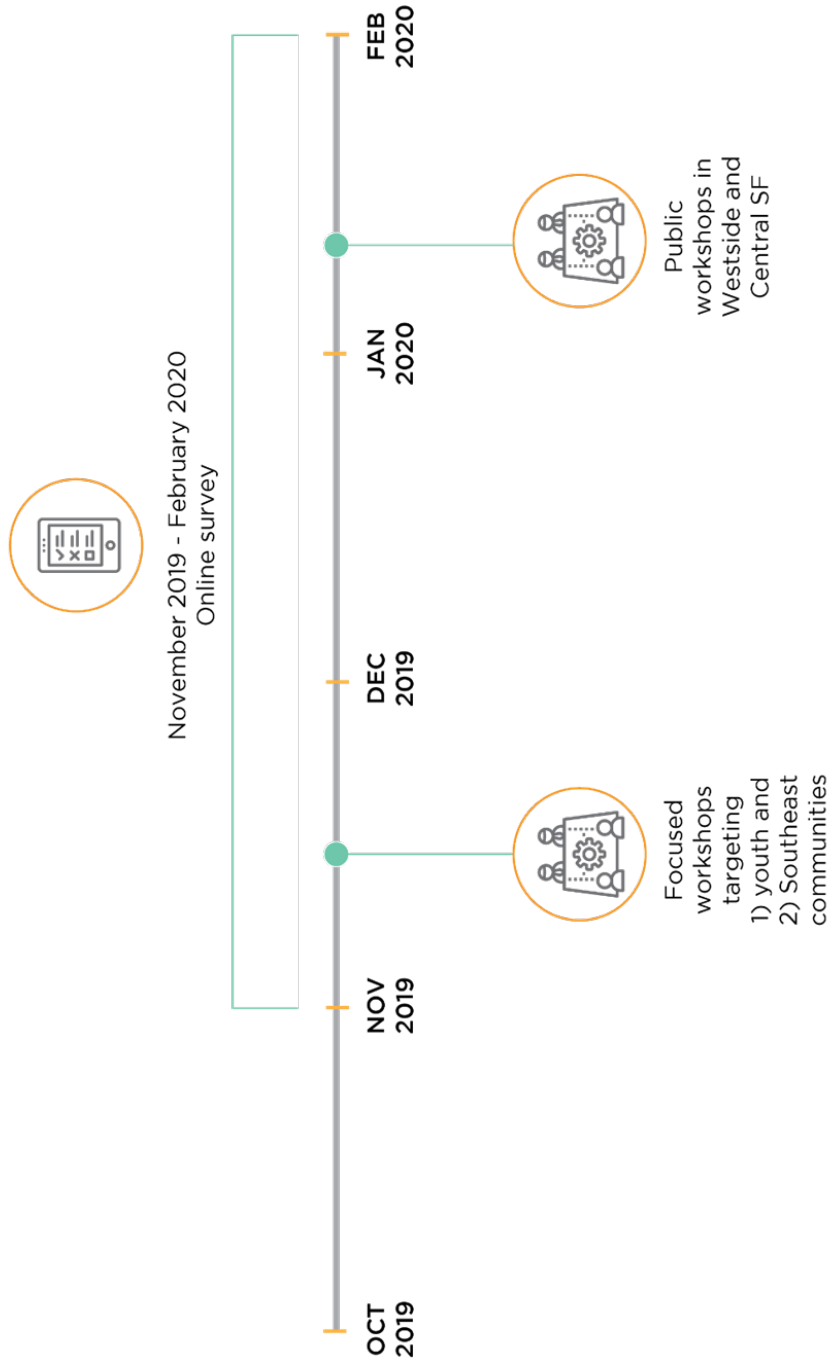 November 2019 - February 2020
Online survey
OCT
2019
NOV
2019
DEC
2019
JAN
2020
FEB
2020
Focused
workshops
targeting
1) youth and
2) Southeast
communities
Public
workshops in
Westside and
Central SF